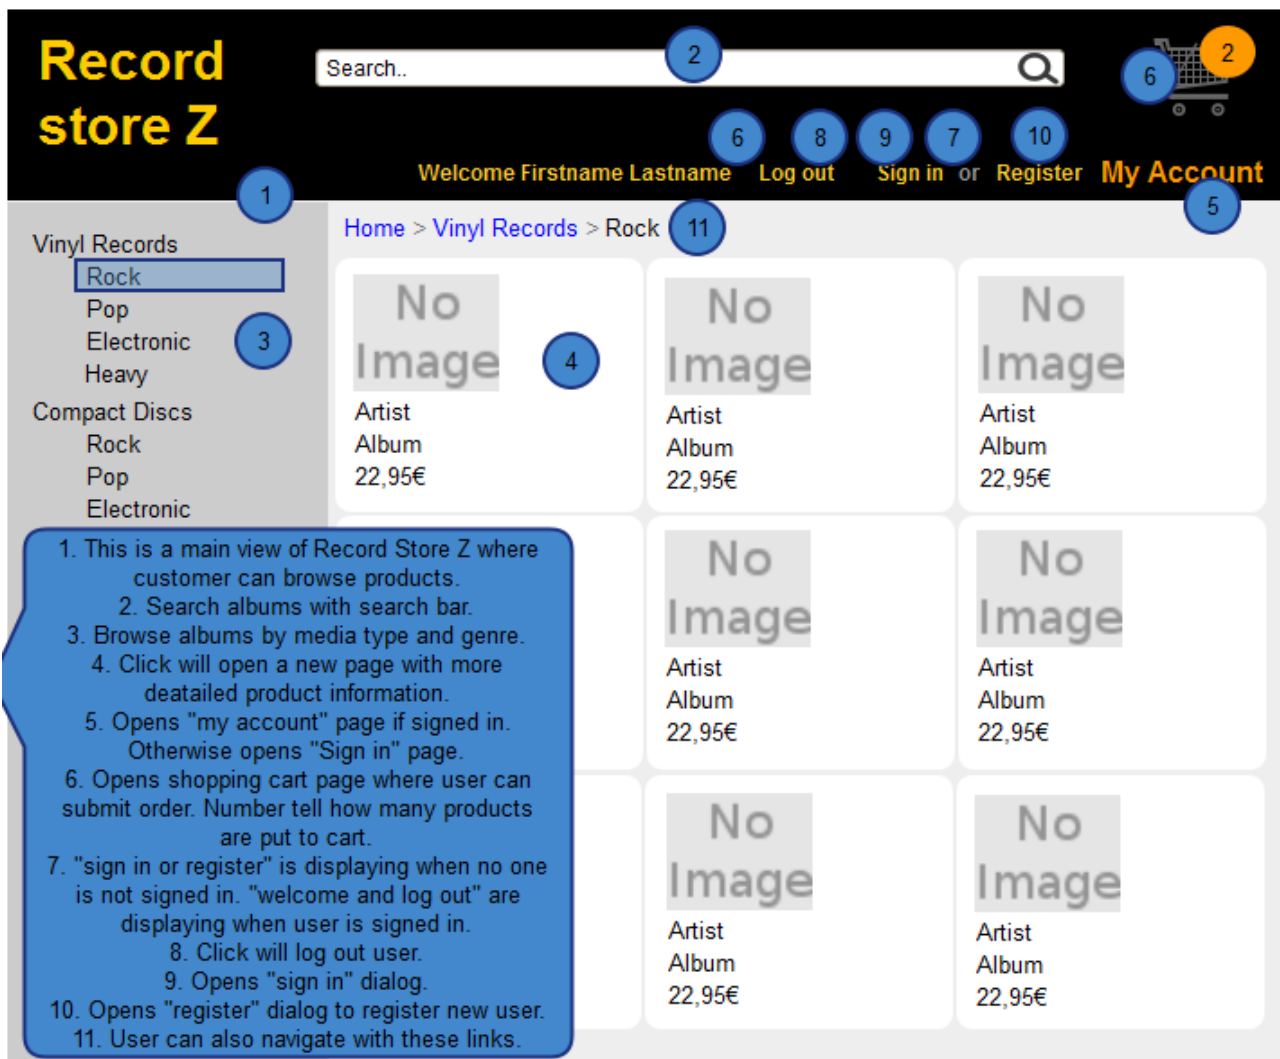 Record
store Z
Search..
2
6
2
6
8
9
7
10
Welcome Firstname Lastname Log out Sign in or Register My Account
1
5
Home > Vinyl Records > Rock
11
Vinyl Records
Rock
Pop
Electronic
Heavy
3
Compact Discs
Rock
Pop
Electronic
No
Image
4
Artist
Album
22,95€
No
Image
Artist
Album
22,95€
No
Image
Artist
Album
22,95€
No
Image
Artist
Album
22,95€
No
Image
Artist
Album
22,95€
No
Image
Artist
Album
22,95€
No
Image
Artist
Album
22,95€
1. This is a main view of Record Store Z where
customer can browse products.
2. Search albums with search bar.
3. Browse albums by media type and genre.
4. Click will open a new page with more
deatailed product information.
5. Opens "my account" page if signed in.
Otherwise opens "Sign in" page.
6. Opens shopping cart page where user can
submit order. Number tell how many products
are put to cart.
7. "sign in or register" is displaying when no one
is not signed in. "welcome and log out" are
displaying when user is signed in.
8. Click will log out user.
9. Opens "sign in" dialog.
10. Opens "register" dialog to register new user.
11. User can also navigate with these links.